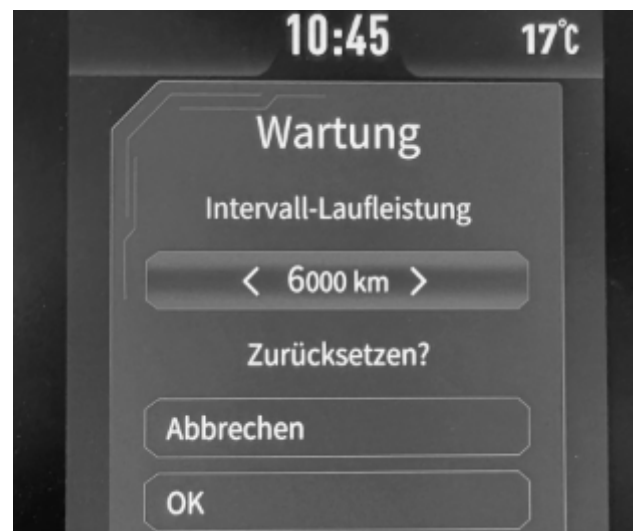 10:45 17°C
Wartung
Intervall-Laufleistung
< 6000 km >
Zurücksetzen?
Abbrechen
OK